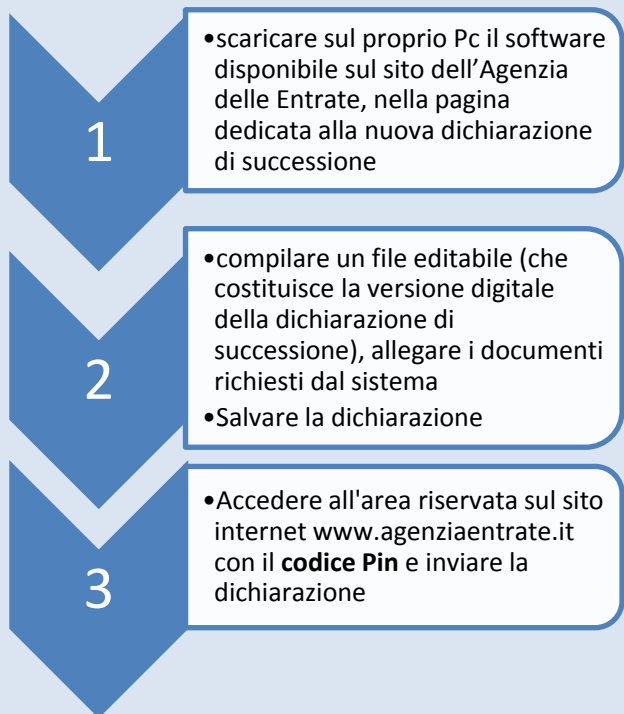 1
•scaricare sul proprio Pc il software
disponibile sul sito dell’Agenzia
delle Entrate, nella pagina
dedicata alla nuova dichiarazione
di successione
2
•compilare un file editabile (che
costituisce la versione digitale
della dichiarazione di
successione), allegare i documenti
richiesti dal sistema
•Salvare la dichiarazione
3
•Accedere all'area riservata sul sito
internet www.agenziaentrate.it
con il codice Pin e inviare la
dichiarazione